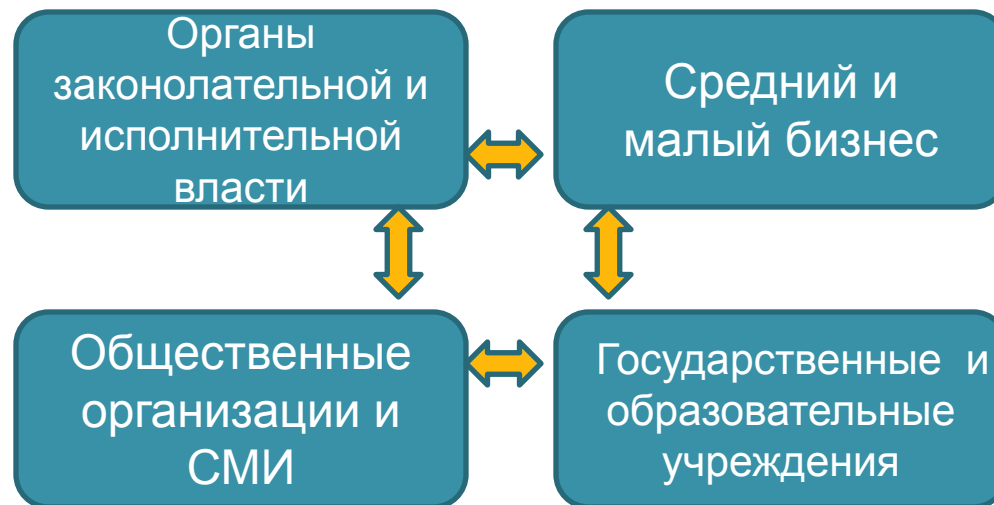 Органы
законолательной и
исполнительной
власти
Средний и
малый бизнес
Общественные
организации и
СМИ
Государственные и
образовательные
учреждения